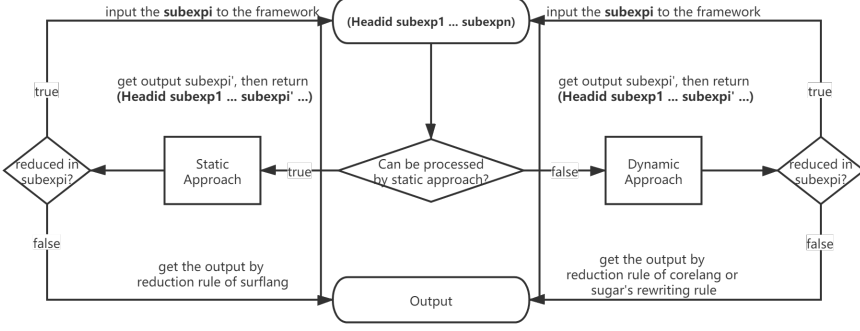 input the subexpi to the framework
(Headid subexp1 ... subexpn)
input the subexpi to the framework
true
get output subexpi', then return
(Headid subexp1 ... subexpi' ...)
get output subexpi', then return
(Headid subexp1 ... subexpi' ...)
true
reduced in
subexpi?
Static
Approach
true
Can be processed
by static approach?
false
Dynamic
Approach
reduced in
subexpi?
false
get the output by
reduction rule of surflang
Output
get the output by
reduction rule of corelang or
sugar's rewriting rule
false